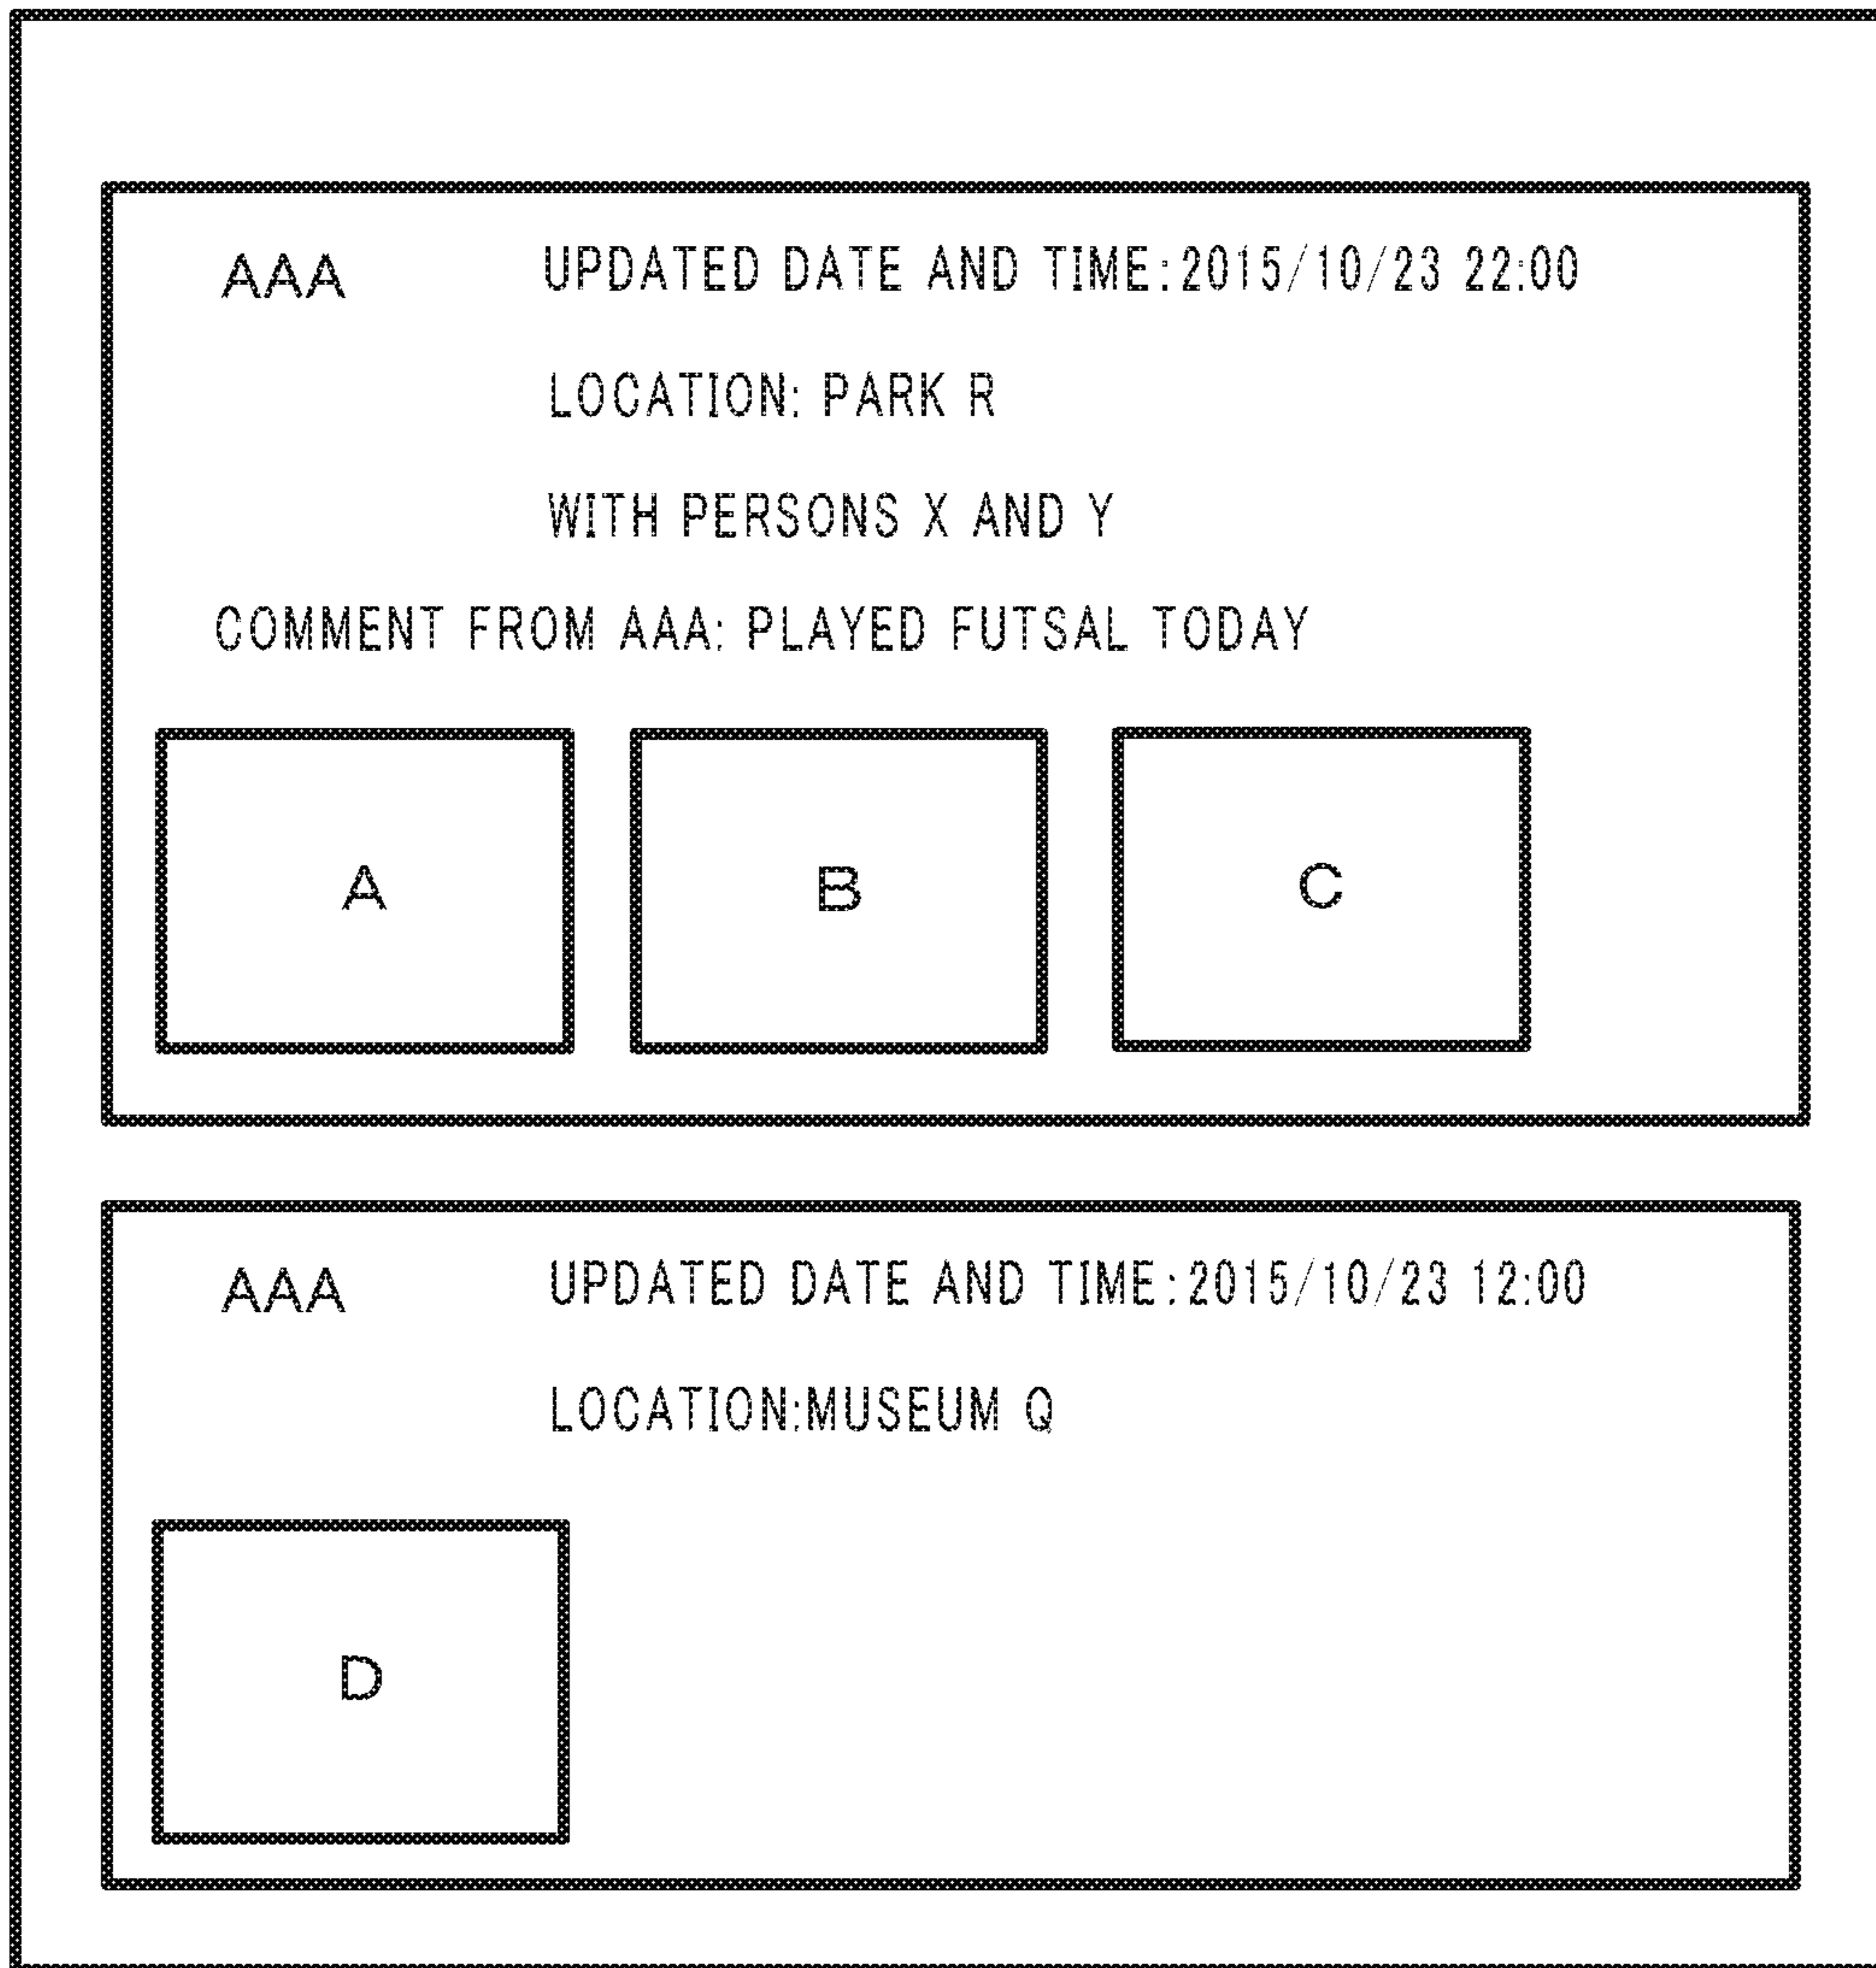 AAA UPDATED DATE AND TIME:2015/10/23 22:00
LOCATION: PARK R
WITH PERSONS X AND Y
COMMENT FROM AAA: PLAYED FUTSAL TODAY
A B C
AAA UPDATED DATE AND TIME:2015/10/23 12:00
LOCATION:MUSEUM Q
D